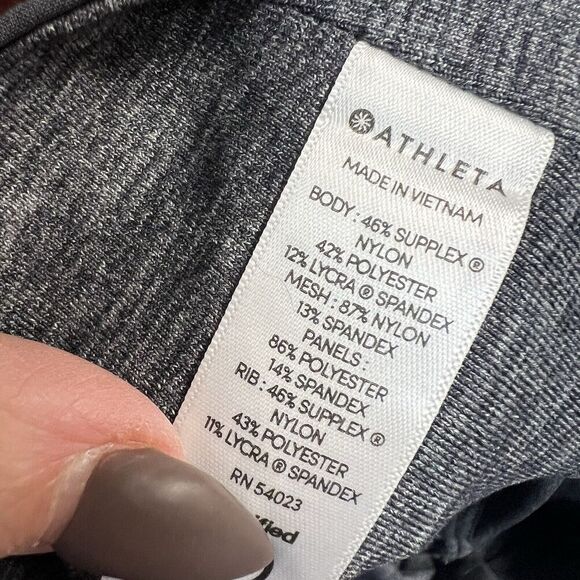 ATHLETA
MADE IN VIETNAM
BODY : 46% SUPPLEX ®
NYLON
42% POLYESTER
12% LYCRA ® SPANDEX
MESH : 87% NYLON
13% SPANDEX
PANELS :
86% POLYESTER
14% SPANDEX
RIB : 46% SUPPLEX ®
NYLON
43% POLYESTER
11% LYCRA ® SPANDEX
RN 54023